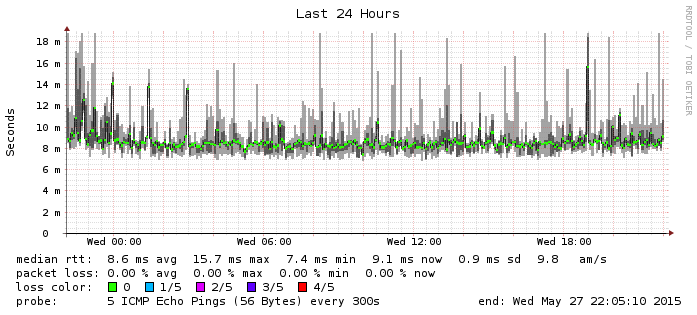 Last 24 Hours
RRDTOOL / TOBI OETIKER
Seconds
18 m
16 m
14 m
12 m
10 m
8 m
6 m
4 m
2 m
0
Wed 00:00 Wed 06:00 Wed 12:00 Wed 18:00
median rtt: 8.6 ms avg 15.7 ms max 7.4 ms min 9.1 ms now 0.9 ms sd 9.8 am/s
packet loss: 0.00 % avg 0.00 % max 0.00 % min 0.00 % now
loss color: 0 1/5 2/5 3/5 4/5
probe: 5 ICMP Echo Pings (56 Bytes) every 300s end: Wed May 27 22:05:10 2015